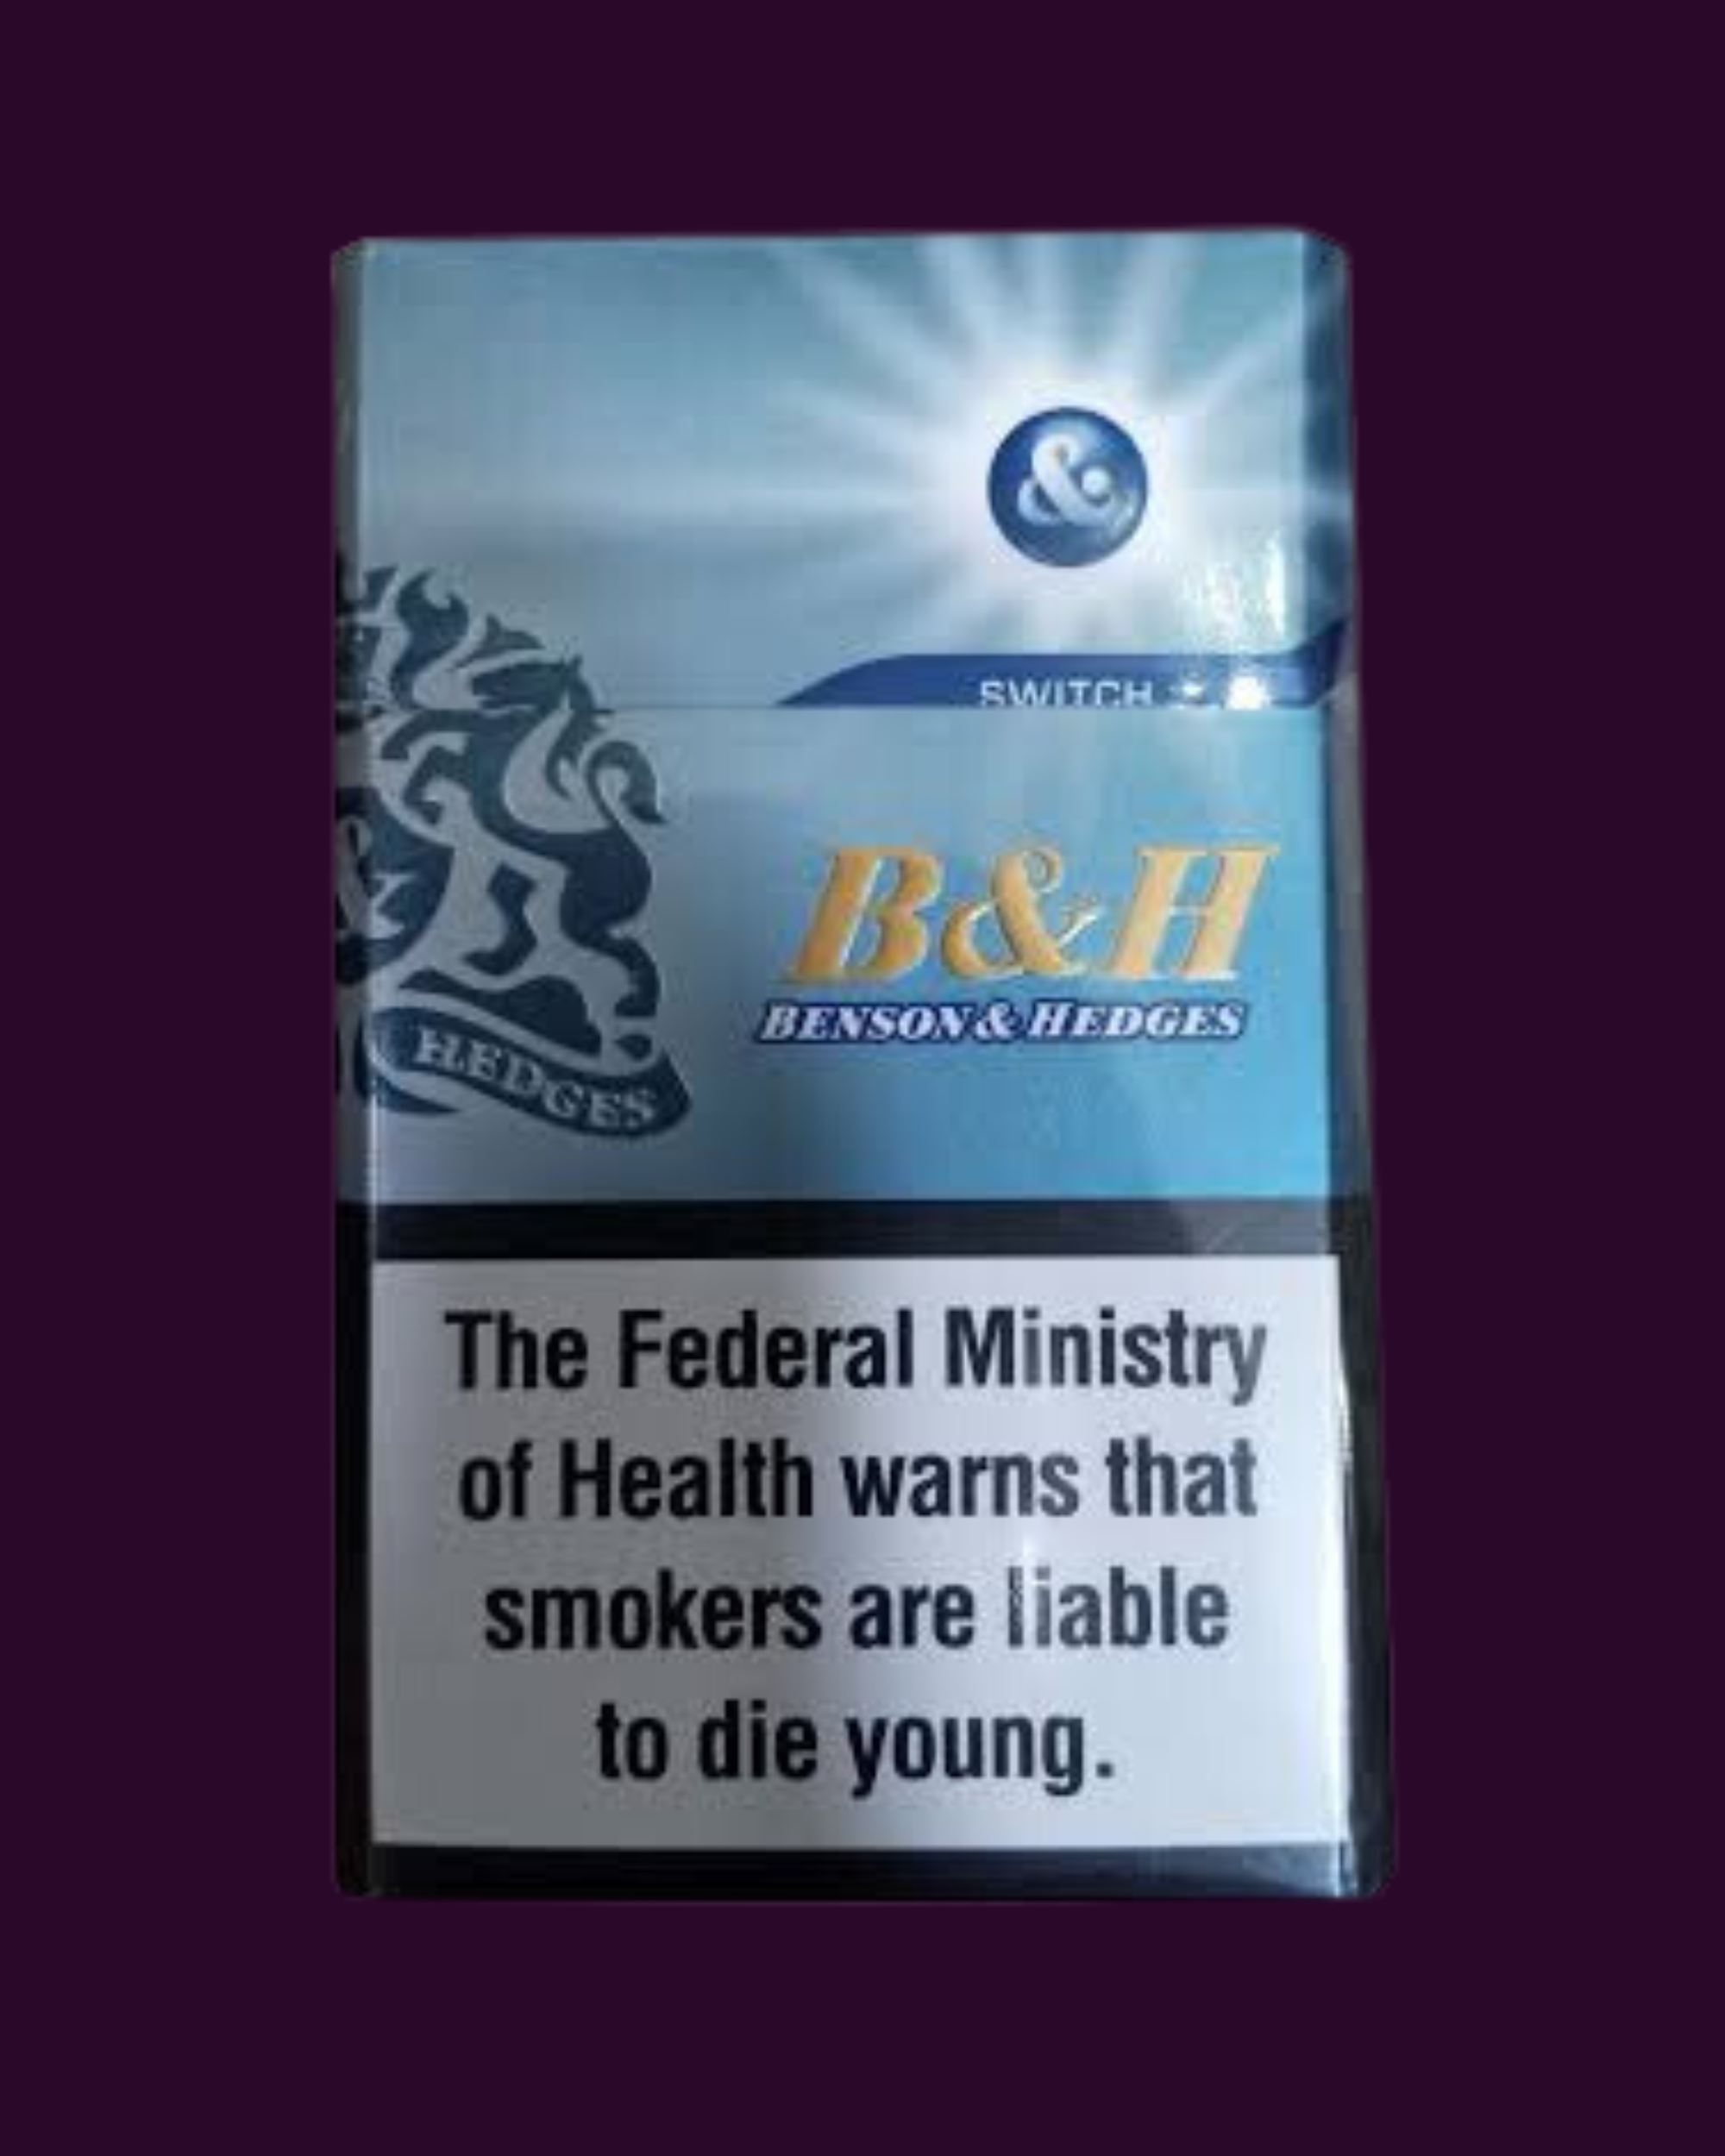 &
SWITCH
&
B&H
BENSON & HEDGES
HEDGES
The Federal Ministry
of Health warns that
smokers are liable
to die young.